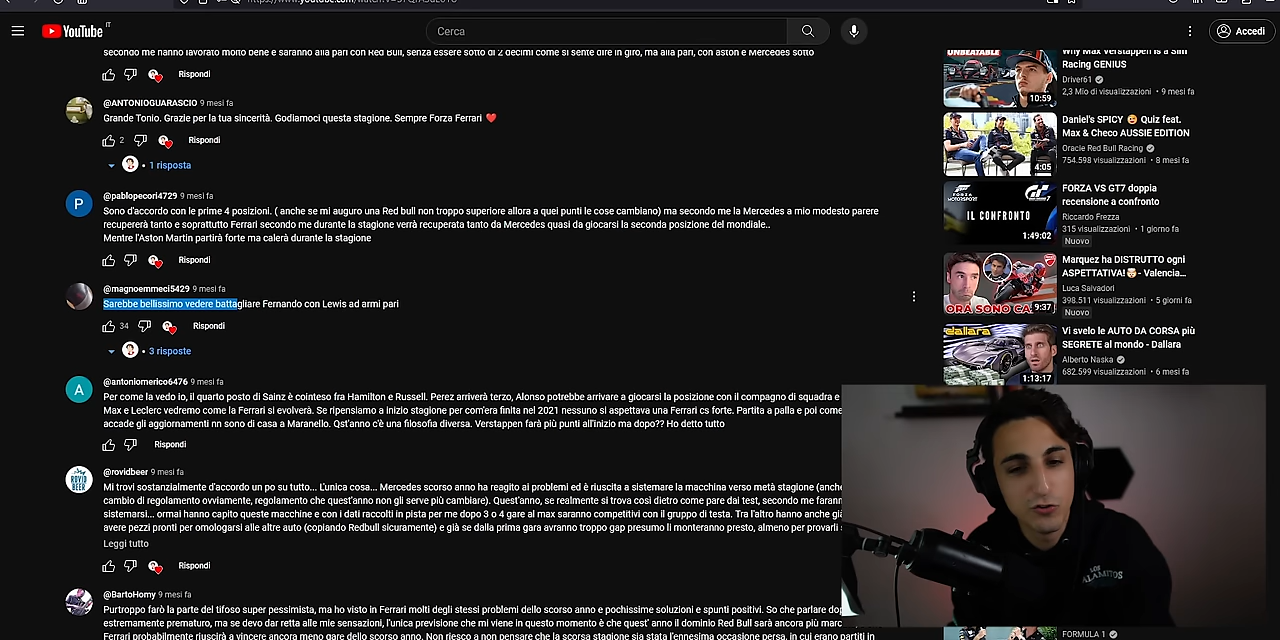 YouTube IT
Cerca
Accedi
secondo me hanno lavorato molto bene e saranno alla pari con Red Bull, senza essere sotto di 2 decimi come si sente dire in giro, ma alla pari, con aston e Mercedes sotto
Rispondi
@ANTONIOGUARASCIO 9 mesi fa
Grande Tonio. Grazie per la tua sincerità. Godiamoci questa stagione. Sempre Forza Ferrari ❤️
2 Rispondi
• 1 risposta
P
@pablopecori4729 9 mesi fa
Sono d'accordo con le prime 4 posizioni. ( anche se mi auguro una Red bull non troppo superiore allora a quei punti le cose cambiano) ma secondo me la Mercedes a mio modesto parere
recupererà tanto e soprattutto Ferrari secondo me durante la stagione verrà recuperata tanto da Mercedes quasi da giocarsi la seconda posizione del mondiale..
Mentre l'Aston Martin partirà forte ma calerà durante la stagione
Rispondi
@magnoemmeci5429 9 mesi fa
Sarebbe bellissimo vedere battagliare Fernando con Lewis ad armi pari
34 Rispondi
• 3 risposte
A
@antoniomerico6476 9 mesi fa
Per come la vedo io, il quarto posto di Sainz è cointeso fra Hamilton e Russell. Perez arriverà terzo, Alonso potrebbe arrivare a giocarsi la posizione con il compagno di squadra e
Max e Leclerc vedremo come la Ferrari si evolverà. Se ripensiamo a inizio stagione per com'era finita nel 2021 nessuno si aspettava una Ferrari cs forte. Partita a palla e poi come
accade gli aggiornamenti nn sono di casa a Maranello. Qst'anno c'è una filosofia diversa. Verstappen farà più punti all'inizio ma dopo?? Ho detto tutto
Rispondi
ROVID
BEER
@rovidbeer 9 mesi fa
Mi trovi sostanzialmente d'accordo un po su tutto... L'unica cosa... Mercedes scorso anno ha reagito ai problemi ed è riuscita a sistemare la macchina verso metà stagione (anche
cambio di regolamento ovviamente, regolamento che quest'anno non gli serve più cambiare). Quest'anno, se realmente si trova così dietro come pare dai test, secondo me faran
sistemarsi... ormai hanno capito queste macchine e con i dati raccolti in pista per me dopo 3 o 4 gare al max saranno competitivi con il gruppo di testa. Tra l'altro hanno anche gi
avere pezzi pronti per omologarsi alle altre auto (copiando Redbull sicuramente) e già se dalla prima gara avranno troppo gap presumo li monteranno presto, almeno per provarli
Leggi tutto
Rispondi
@BartoHomy 9 mesi fa
Purtroppo farò la parte del tifoso super pessimista, ma ho visto in Ferrari molti degli stessi problemi dello scorso anno e pochissime soluzioni e spunti positivi. So che parlare do
estremamente prematuro, ma se devo dar retta alle mie sensazioni, l'unica previsione che mi viene in questo momento è che quest' anno il dominio Red Bull sarà ancora più marc
Ferrari probabilmente riuscirà a vincere ancora meno gare dello scorso anno. Non riesco a non pensare che la scorsa stagione sia stata l'ennesima occasione persa, in cui erano partiti in
UNBEATABLE
10:59
Why Max Verstappen is a Sim
Racing GENIUS
Driver61
2,3 Mio di visualizzazioni • 9 mesi fa
4:05
Daniel's SPICY 🥵 Quiz feat.
Max & Checo AUSSIE EDITION
Oracle Red Bull Racing
754.598 visualizzazioni • 8 mesi fa
FORZA
MOTORSPORT
GT7
IL CONFRONTO
1:49:02
FORZA VS GT7 doppia
recensione a confronto
Riccardo Frezza
315 visualizzazioni • 1 giorno fa
Nuovo
9:37
Marquez ha DISTRUTTO ogni
ASPETTATIVA!🤯- Valencia...
Luca Salvadori
398.511 visualizzazioni • 5 giorni fa
Nuovo
dallara
1:13:17
Vi svelo le AUTO DA CORSA più
SEGRETE al mondo - Dallara
Alberto Naska
682.599 visualizzazioni • 6 mesi fa
LOS
ALAMITOS
FORMULA 1